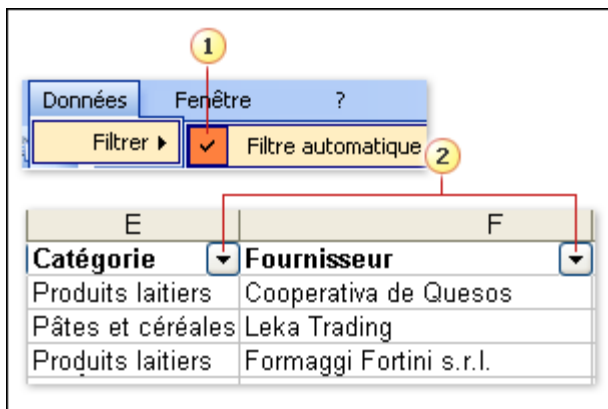 1
Données Fenêtre ?
Filtrer Filtre automatique
2
E F
Catégorie Fournisseur
Produits laitiers Cooperativa de Quesos
Pâtes et céréales Leka Trading
Produits laitiers Formaggi Fortini s.r.l.